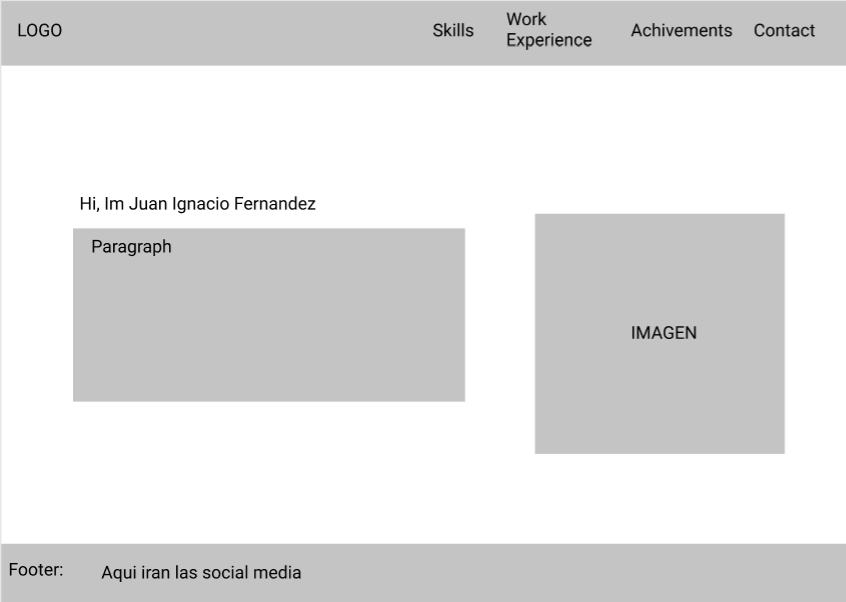 LOGO
Skills
Work
Experience
Achivements
Contact
Hi, Im Juan Ignacio Fernandez
Paragraph
IMAGEN
Footer:
Aqui iran las social media